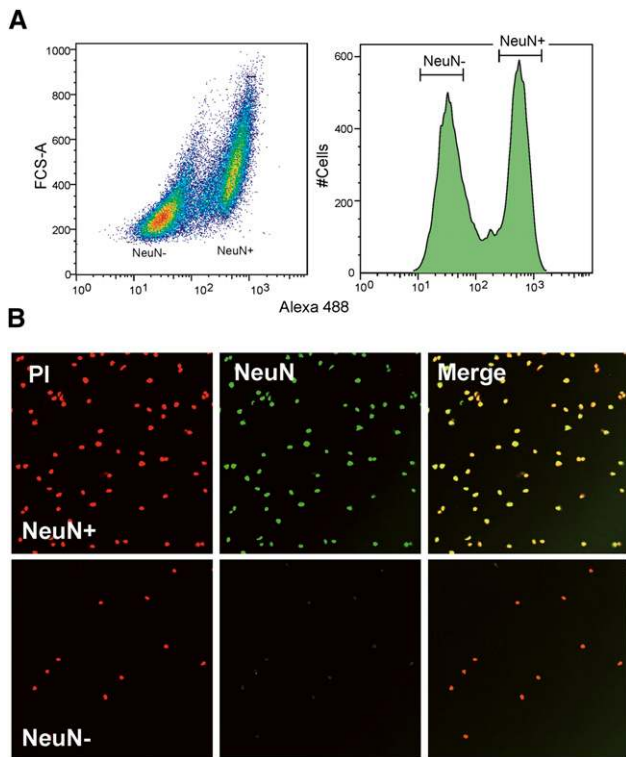 A
FCS-A
1000
800
600
400
200
0
NeuN-
NeuN+
10^0 10^1 10^2 10^3
#Cells
600
400
200
0
NeuN-
NeuN+
10^0 10^1 10^2 10^3
Alexa 488
B
PI
NeuN
Merge
NeuN+
NeuN-